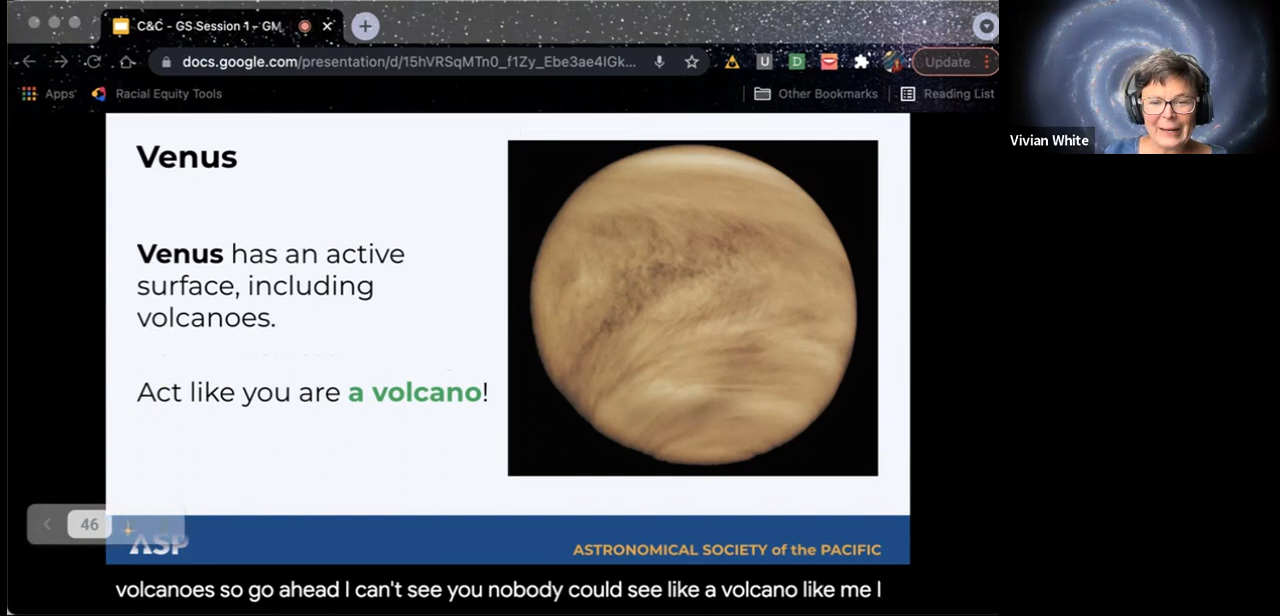 C&C - GS Session 1 - GM
docs.google.com/presentation/d/15hVRSqMTn0_f1Zy_Ebe3ae4IGk...
U
D
Update
Apps
Racial Equity Tools
Other Bookmarks
Reading List
Vivian White
Venus
Venus has an active
surface, including
volcanoes.
Act like you are a volcano!
46
ASP
ASTRONOMICAL SOCIETY of the PACIFIC
volcanoes so go ahead I can't see you nobody could see like a volcano like me I